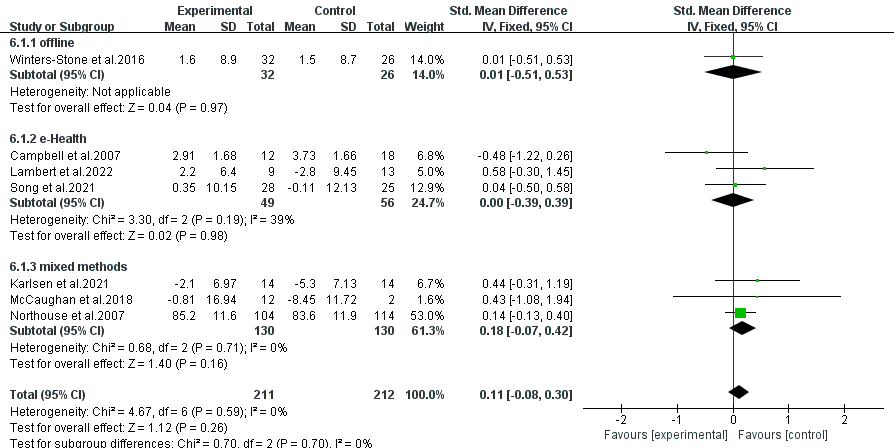 Experimental Control Std. Mean Difference Std. Mean Difference
Study or Subgroup Mean SD Total Mean SD Total Weight IV, Fixed, 95% CI IV, Fixed, 95% CI
6.1.1 offline
Winters-Stone et al.2016 1.6 8.9 32 1.5 8.7 26 14.0% 0.01 [-0.51, 0.53]
Subtotal (95% CI) 32 26 14.0% 0.01 [-0.51, 0.53]
Heterogeneity: Not applicable
Test for overall effect: Z = 0.04 (P = 0.97)
6.1.2 e-Health
Campbell et al.2007 2.91 1.68 12 3.73 1.66 18 6.8% -0.48 [-1.22, 0.26]
Lambert et al.2022 2.2 6.4 9 -2.8 9.45 13 5.0% 0.58 [-0.30, 1.45]
Song et al.2021 0.35 10.15 28 -0.11 12.13 25 12.9% 0.04 [-0.50, 0.58]
Subtotal (95% CI) 49 56 24.7% 0.00 [-0.39, 0.39]
Heterogeneity: Chi² = 3.30, df = 2 (P = 0.19); I² = 39%
Test for overall effect: Z = 0.02 (P = 0.98)
6.1.3 mixed methods
Karlsen et al.2021 -2.1 6.97 14 -5.3 7.13 14 6.7% 0.44 [-0.31, 1.19]
McCaughan et al.2018 -0.81 16.94 12 -8.45 11.72 2 1.6% 0.43 [-1.08, 1.94]
Northouse et al.2007 85.2 11.6 104 83.6 11.9 114 53.0% 0.14 [-0.13, 0.40]
Subtotal (95% CI) 130 130 61.3% 0.18 [-0.07, 0.42]
Heterogeneity: Chi² = 0.68, df = 2 (P = 0.71); I² = 0%
Test for overall effect: Z = 1.40 (P = 0.16)
Total (95% CI) 211 212 100.0% 0.11 [-0.08, 0.30]
Heterogeneity: Chi² = 4.67, df = 6 (P = 0.59); I² = 0%
Test for overall effect: Z = 1.12 (P = 0.26)
Test for subgroup differences: Chi² = 0.70, df = 2 (P = 0.70), I² = 0%
-2 -1 0 1 2
Favours [experimental] Favours [control]